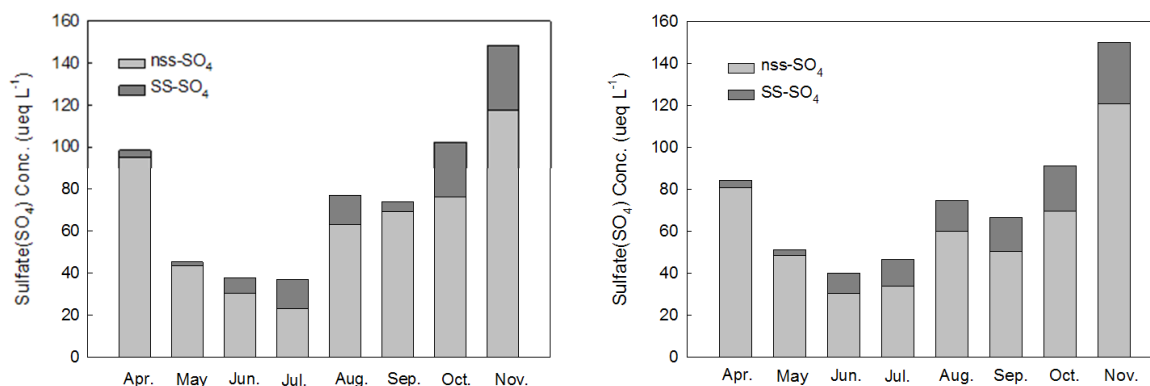 Sulfate(SO4) Conc. (ueq L-1)
160
140
120
100
80
60
40
20
0
nss-SO4
SS-SO4
Apr. May Jun. Jul. Aug. Sep. Oct. Nov.
Sulfate(SO4) Conc. (ueq L-1)
160
140
120
100
80
60
40
20
0
nss-SO4
SS-SO4
Apr. May Jun. Jul. Aug. Sep. Oct. Nov.